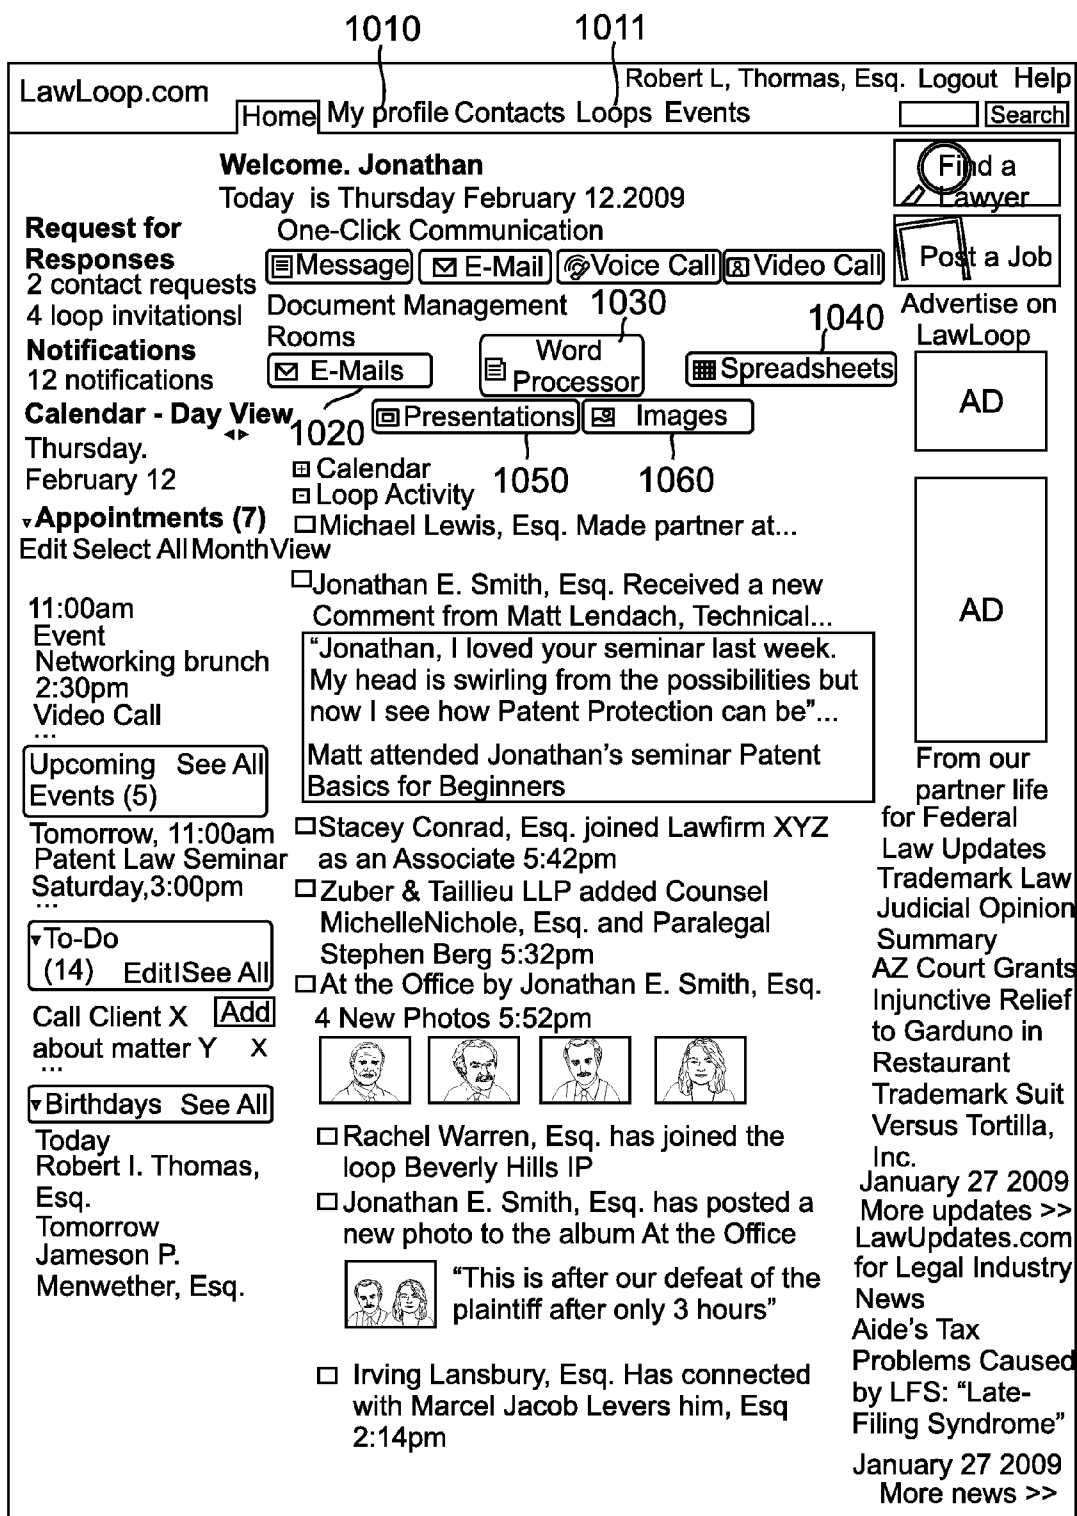 1010 1011
LawLoop.com
Robert L, Thormas, Esq. Logout Help
Home My profile Contacts Loops Events
Search
Welcome. Jonathan
Today is Thursday February 12.2009
Request for
Responses
2 contact requests
4 loop invitationsl
Notifications
12 notifications
Calendar - Day View
Thursday.
February 12
Appointments (7)
Edit Select All MonthView
11:00am
Event
Networking brunch
2:30pm
Video Call
...
Upcoming See All
Events (5)
Tomorrow, 11:00am
Patent Law Seminar
Saturday,3:00pm
...
To-Do
(14) EditISee All
Call Client X Add
about matter Y X
...
Birthdays See All
Today
Robert I. Thomas,
Esq.
Tomorrow
Jameson P.
Menwether, Esq.
One-Click Communication
Message E-Mail Voice Call Video Call
Document Management 1030
Rooms 1040
E-Mails Word Processor Spreadsheets
1020 Presentations Images
1050 1060
Calendar
Loop Activity
Michael Lewis, Esq. Made partner at...
Jonathan E. Smith, Esq. Received a new
Comment from Matt Lendach, Technical...
“Jonathan, I loved your seminar last week.
My head is swirling from the possibilities but
now I see how Patent Protection can be”...
Matt attended Jonathan’s seminar Patent
Basics for Beginners
Stacey Conrad, Esq. joined Lawfirm XYZ
as an Associate 5:42pm
Zuber & Taillieu LLP added Counsel
MichelleNichole, Esq. and Paralegal
Stephen Berg 5:32pm
At the Office by Jonathan E. Smith, Esq.
4 New Photos 5:52pm
Rachel Warren, Esq. has joined the
loop Beverly Hills IP
Jonathan E. Smith, Esq. has posted a
new photo to the album At the Office
“This is after our defeat of the
plaintiff after only 3 hours”
Irving Lansbury, Esq. Has connected
with Marcel Jacob Levers him, Esq
2:14pm
Find a
Lawyer
Post a Job
Advertise on
LawLoop
AD
AD
From our
partner life
for Federal
Law Updates
Trademark Law
Judicial Opinion
Summary
AZ Court Grants
Injunctive Relief
to Garduno in
Restaurant
Trademark Suit
Versus Tortilla,
Inc.
January 27 2009
More updates >>
LawUpdates.com
for Legal Industry
News
Aide’s Tax
Problems Caused
by LFS: “Late-
Filing Syndrome”
January 27 2009
More news >>